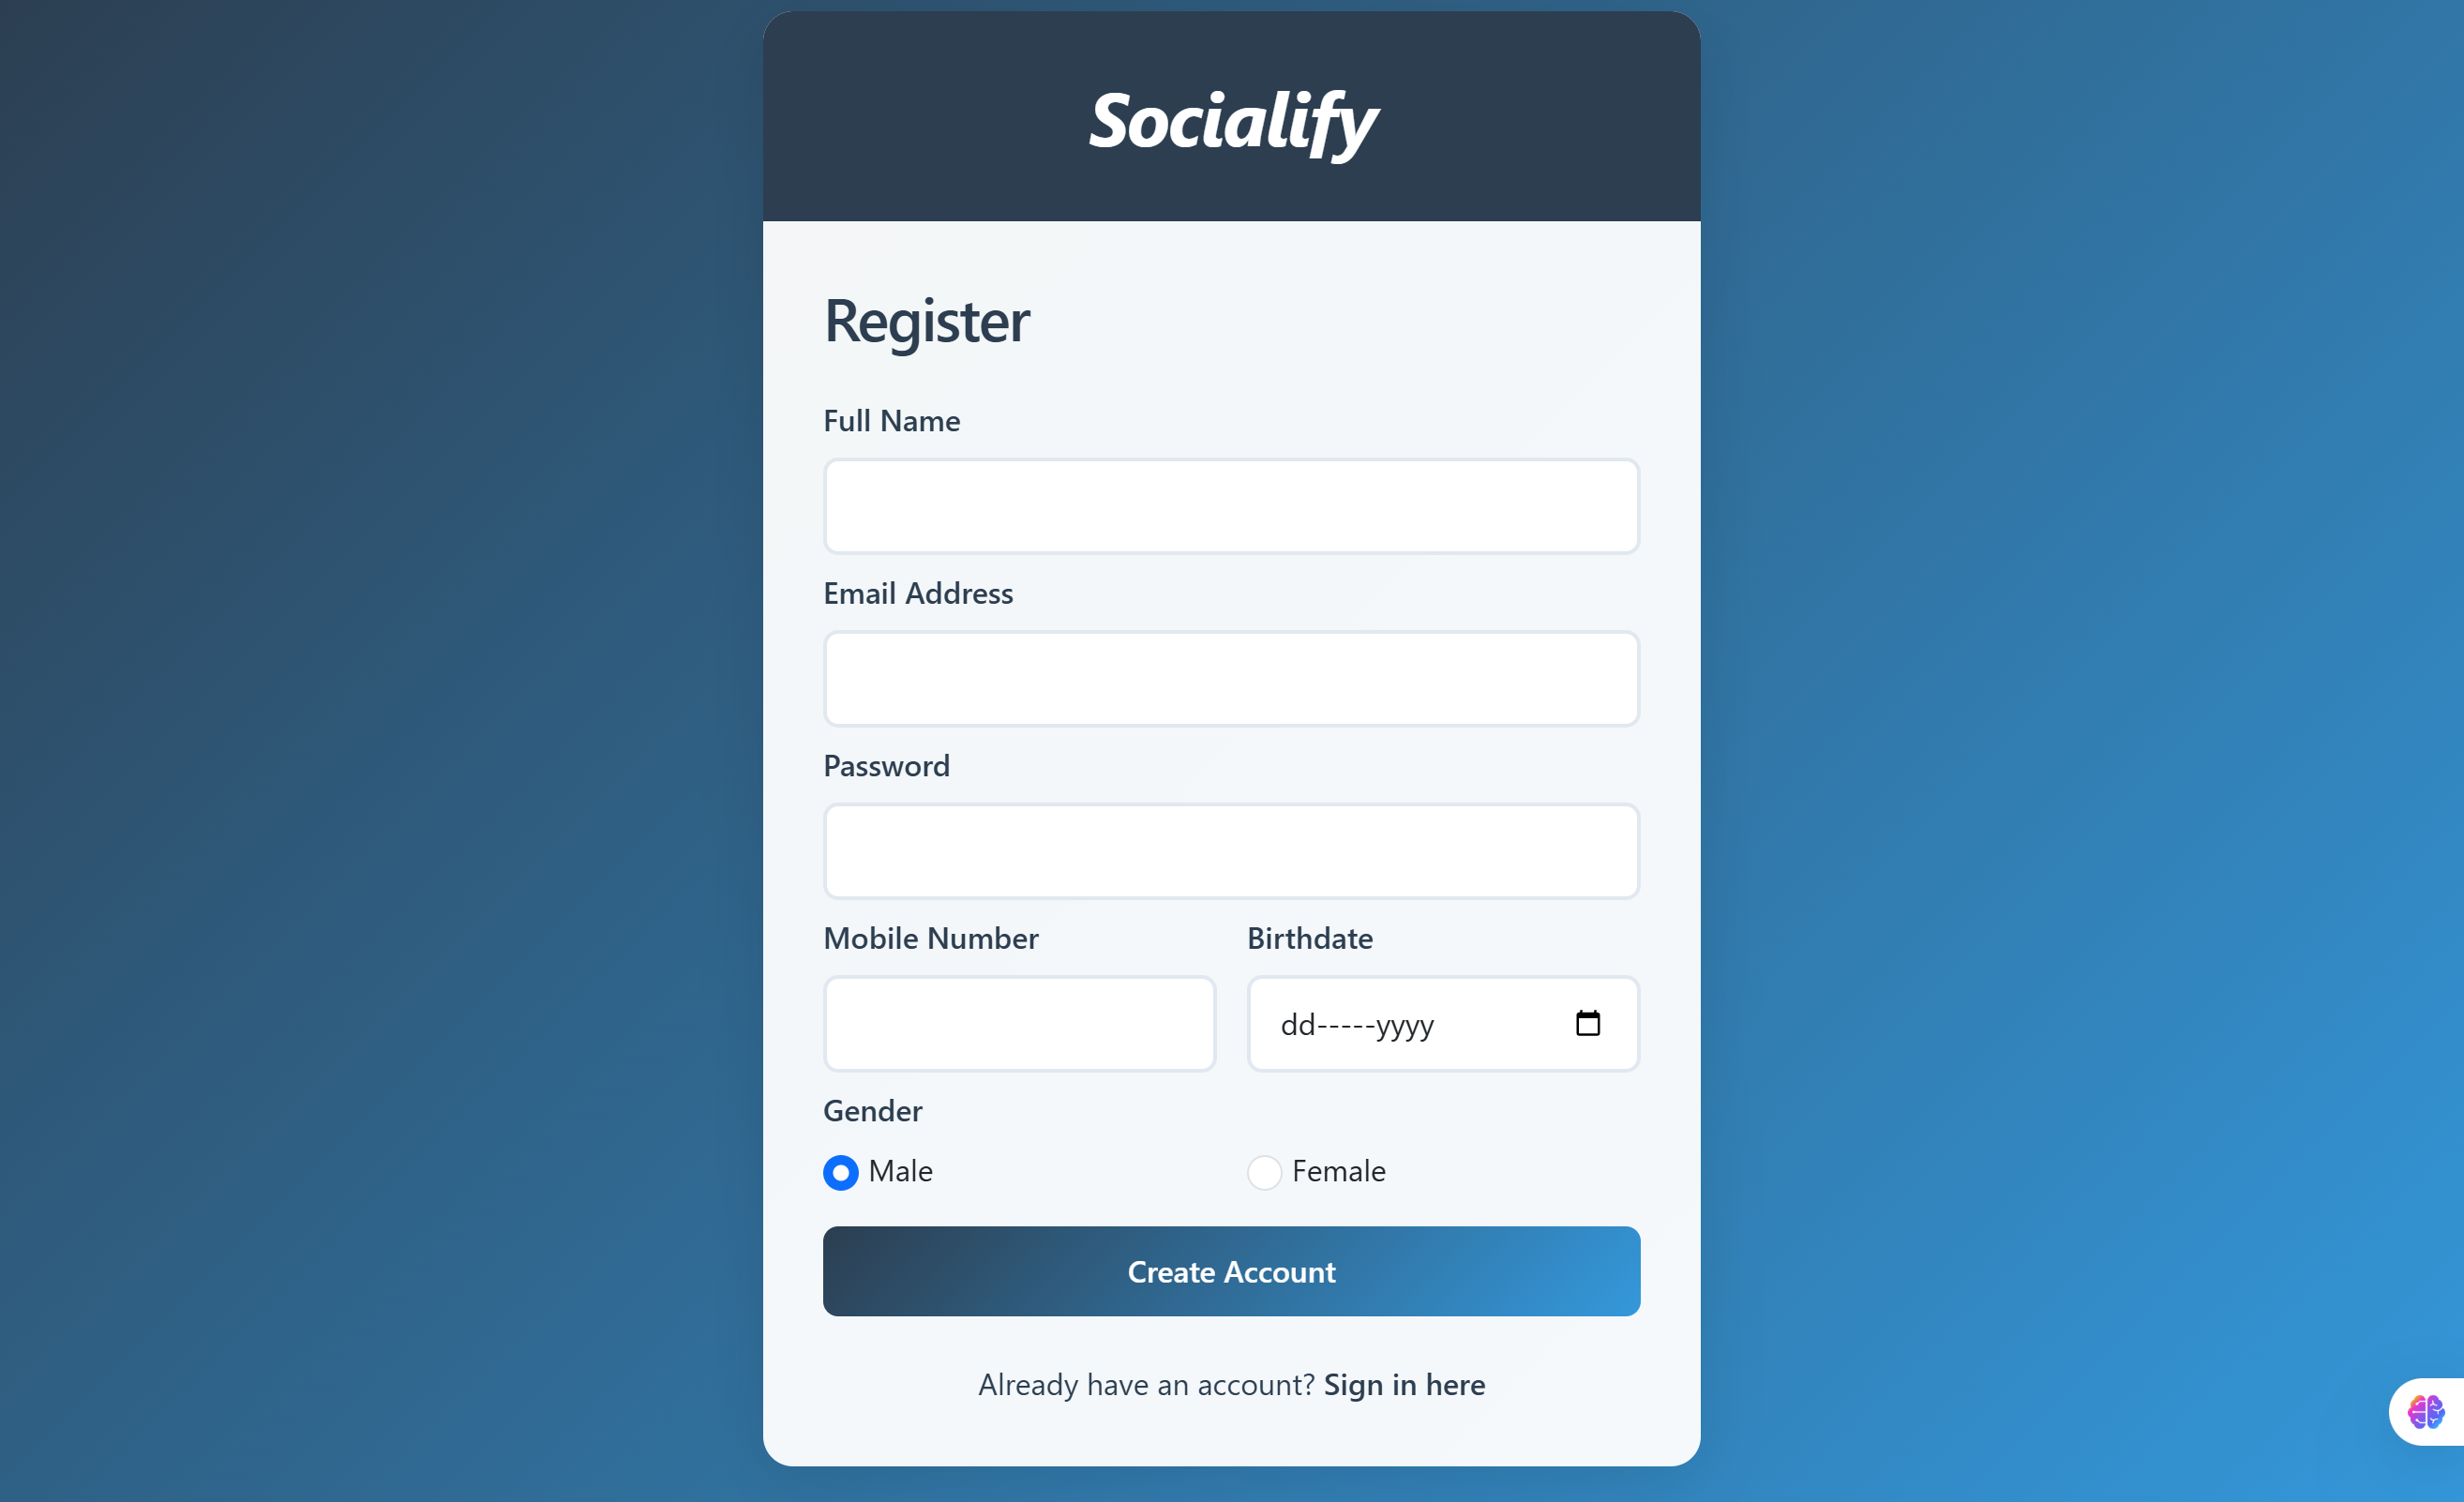 Socialify
Register
Full Name
Email Address
Password
Mobile Number Birthdate
dd-----yyyy
Gender
Male Female
Create Account
Already have an account? Sign in here